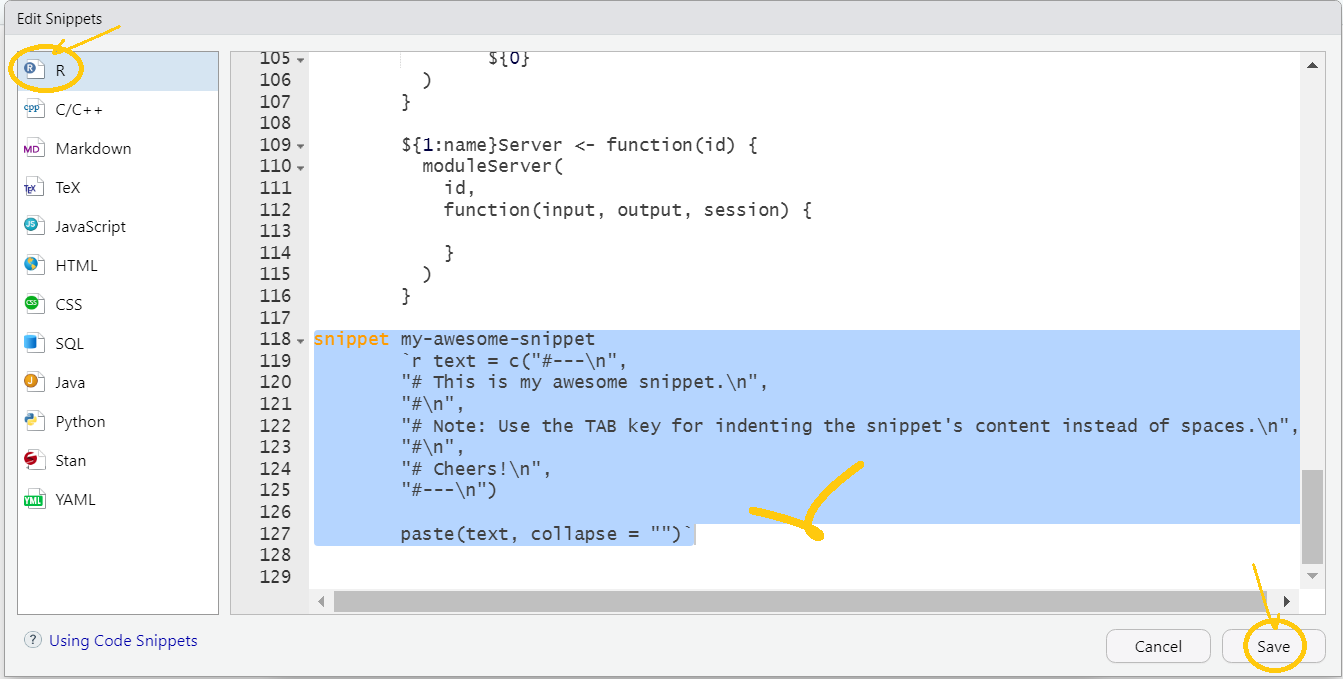 Edit Snippets
R
C/C++
Markdown
TeX
JavaScript
HTML
CSS
SQL
Java
Python
Stan
YAML
105 ${0}
106 )
107 }
108
109 ${1:name}Server <- function(id) {
110 moduleServer(
111 id,
112 function(input, output, session) {
113
114 }
115 )
116 }
117
118 snippet my-awesome-snippet
119 `r text = c("#---\n",
120 "# This is my awesome snippet.\n",
121 "#\n",
122 "# Note: Use the TAB key for indenting the snippet's content instead of spaces.\n",
123 "#\n",
124 "# Cheers!\n",
125 "#---\n")
126
127 paste(text, collapse = "")`
128
129
? Using Code Snippets
Cancel
Save